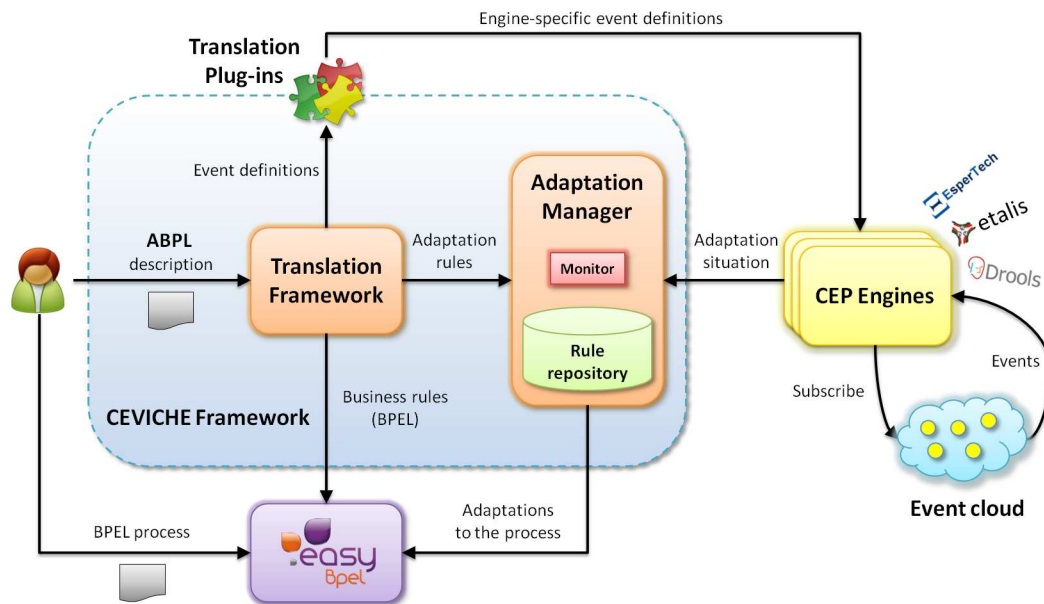 Engine-specific event definitions
Translation
Plug-ins
Event definitions
Adaptation
Manager
EsperTech
etalis
Drools
ABPL
description
Translation
Framework
Adaptation
rules
Monitor
Adaptation
situation
CEP Engines
Rule
repository
Events
Subscribe
Business rules
(BPEL)
CEVICHE Framework
Event cloud
BPEL process
easy
Bpel
Adaptations
to the process